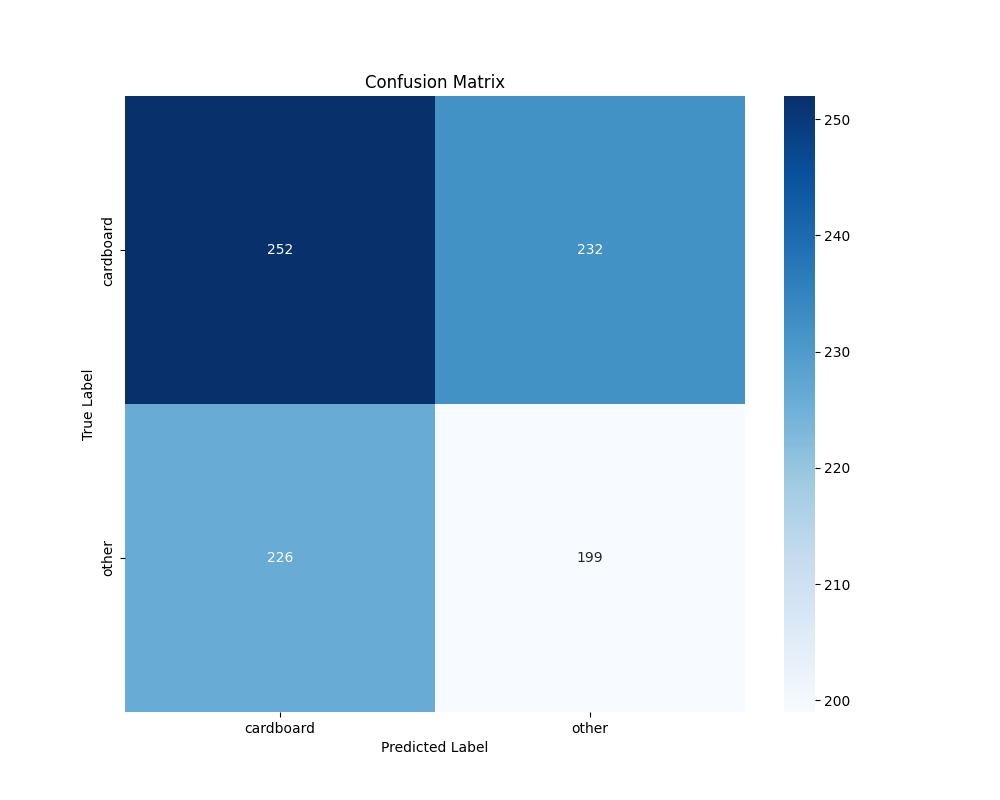 Confusion Matrix
250
240
230
220
210
200
cardboard
other
True Label
252
232
226
199
cardboard
other
Predicted Label